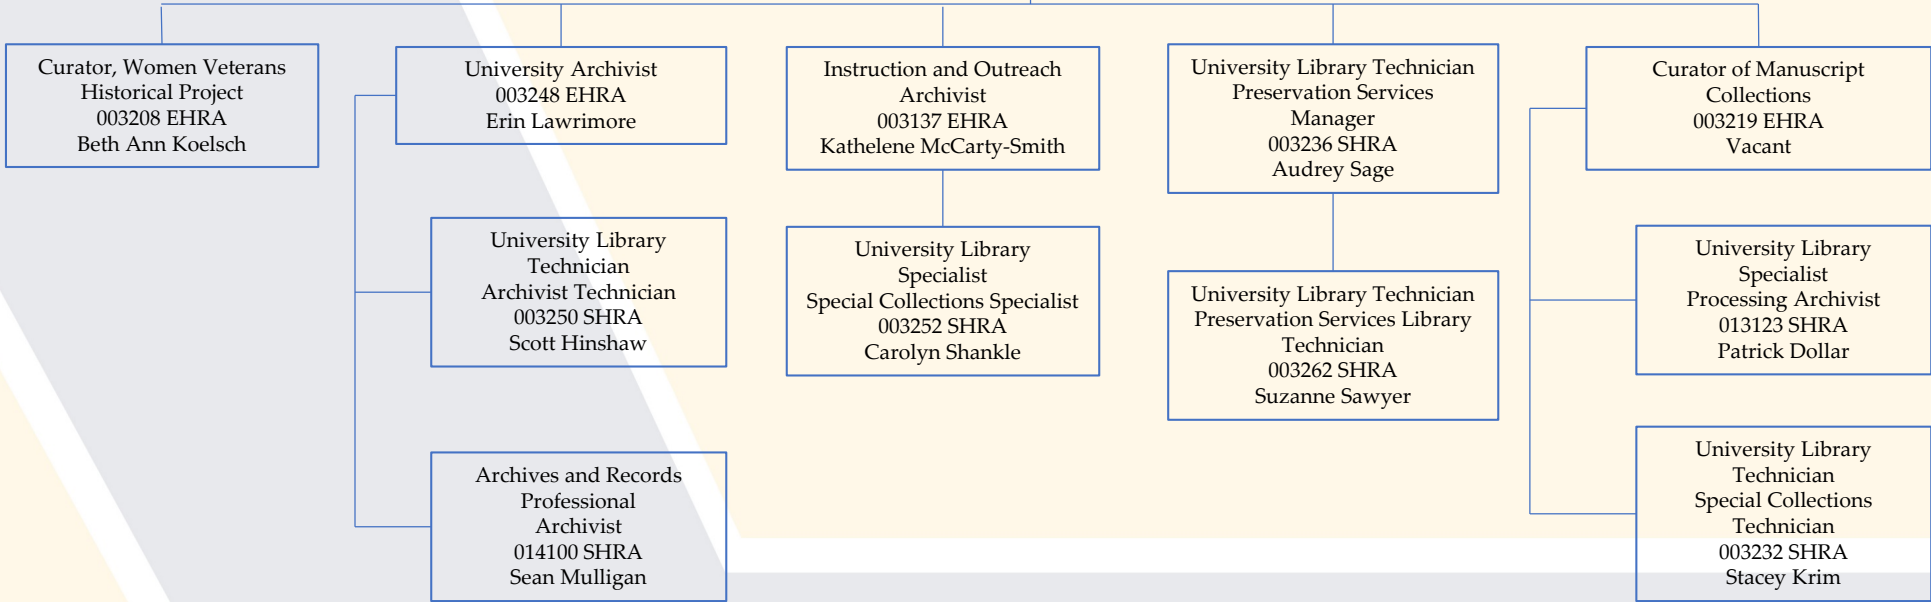 Curator, Women Veterans
Historical Project
003208 EHRA
Beth Ann Koelsch
University Archivist
003248 EHRA
Erin Lawrimore
University Library
Technician
Archivist Technician
003250 SHRA
Scott Hinshaw
Archives and Records
Professional
Archivist
014100 SHRA
Sean Mulligan
Instruction and Outreach
Archivist
003137 EHRA
Kathelene McCarty-Smith
University Library
Specialist
Special Collections Specialist
003252 SHRA
Carolyn Shankle
University Library Technician
Preservation Services
Manager
003236 SHRA
Audrey Sage
University Library Technician
Preservation Services Library
Technician
003262 SHRA
Suzanne Sawyer
Curator of Manuscript
Collections
003219 EHRA
Vacant
University Library
Specialist
Processing Archivist
013123 SHRA
Patrick Dollar
University Library
Technician
Special Collections
Technician
003232 SHRA
Stacey Krim